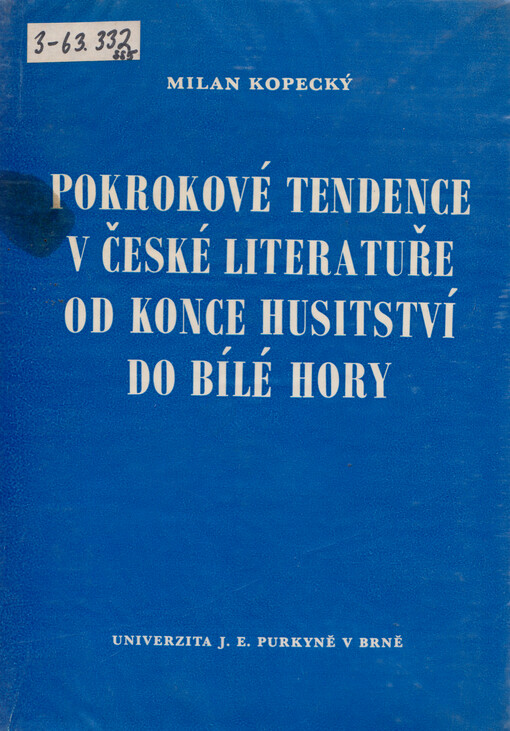 3-63.332
MILAN KOPECKÝ
POKROKOVÉ TENDENCE
V ČESKÉ LITERATUŘE
OD KONCE HUSITSTVÍ
DO BÍLÉ HORY
UNIVERZITA J. E. PURKYNĚ V BRNĚ